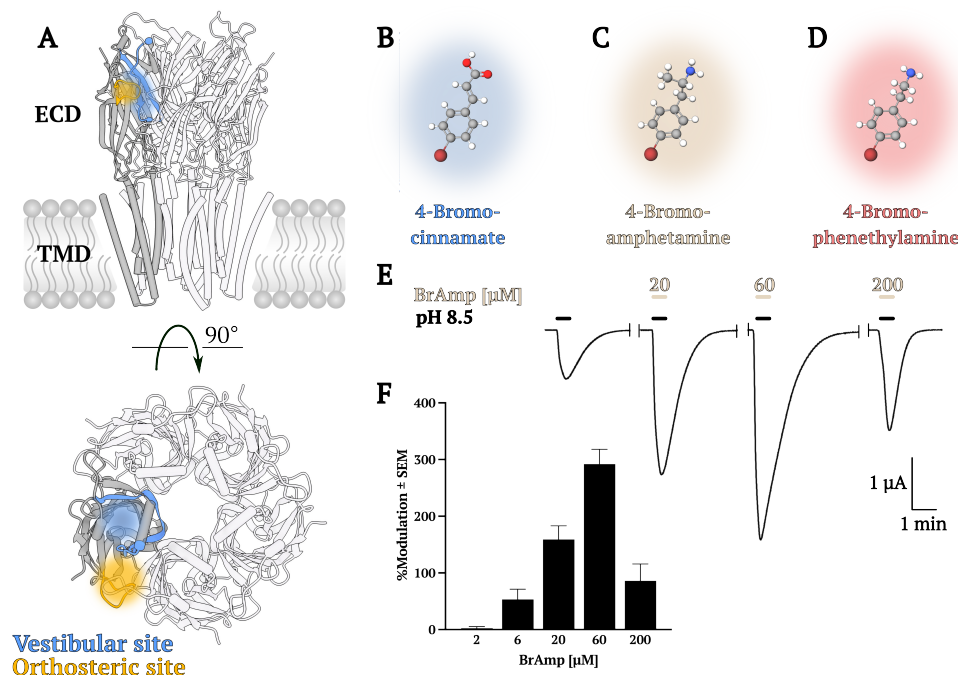 A
ECD
TMD
90°
Vestibular site
Orthosteric site
B
4-Bromo-
cinnamate
C
4-Bromo-
amphetamine
D
4-Bromo-
phenethylamine
E
BrAmp [µM]
20
60
200
pH 8.5
1 µA
1 min
F
%Modulation ± SEM
400
300
200
100
0
2
6
20
60
200
BrAmp [µM]